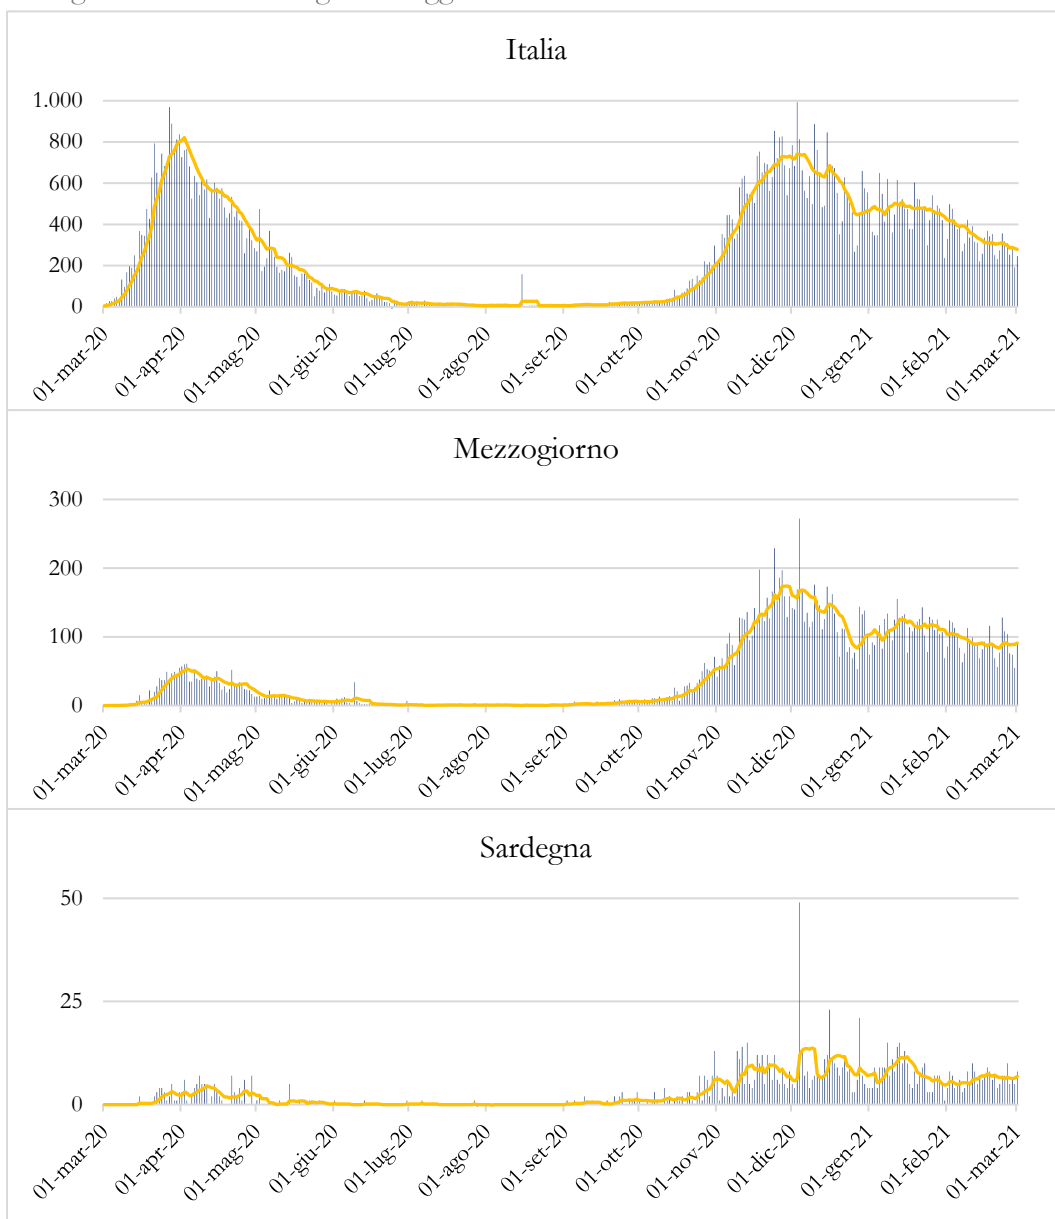 Italia
1.000
800
600
400
200
0
01-mar-20 01-apr-20 01-mag-20 01-giu-20 01-lug-20 01-ago-20 01-set-20 01-ott-20 01-nov-20 01-dic-20 01-gen-21 01-feb-21 01-mar-21
Mezzogiorno
300
200
100
0
01-mar-20 01-apr-20 01-mag-20 01-giu-20 01-lug-20 01-ago-20 01-set-20 01-ott-20 01-nov-20 01-dic-20 01-gen-21 01-feb-21 01-mar-21
Sardegna
50
25
0
01-mar-20 01-apr-20 01-mag-20 01-giu-20 01-lug-20 01-ago-20 01-set-20 01-ott-20 01-nov-20 01-dic-20 01-gen-21 01-feb-21 01-mar-21